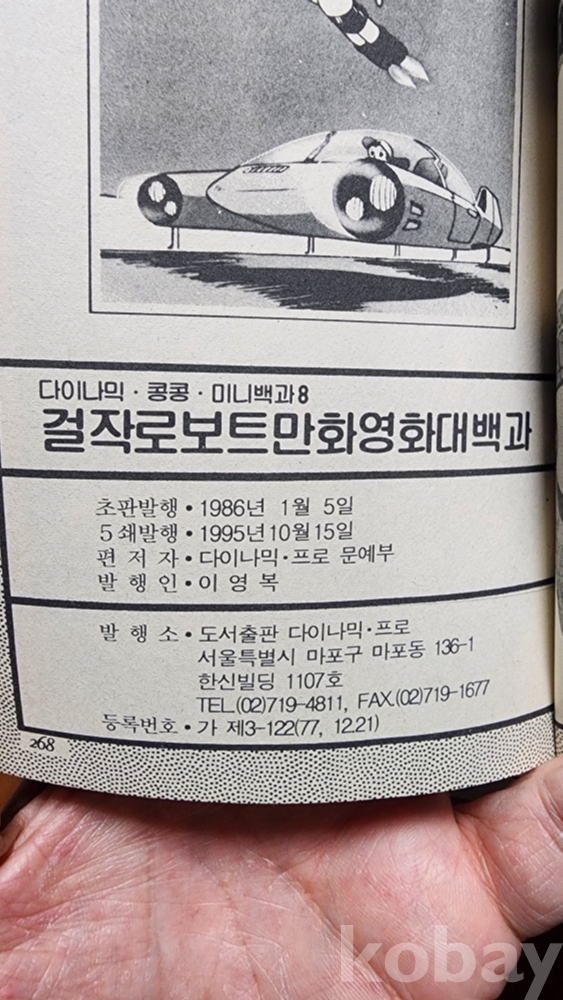 다이나믹 · 콩콩 · 미니백과8
걸작로보트만화영화대백과
초판발행 • 1986년 1월 5일
5쇄발행 • 1995년10월15일
편 저 자 • 다이나믹·프로 문예부
발 행 인 • 이 영 복
발 행 소 • 도서출판 다이나믹·프로
서울특별시 마포구 마포동 136-1
한신빌딩 1107호
TEL.(02)719-4811, FAX.(02)719-1677
등록번호 • 가 제3-122(77, 12.21)
268
kobay